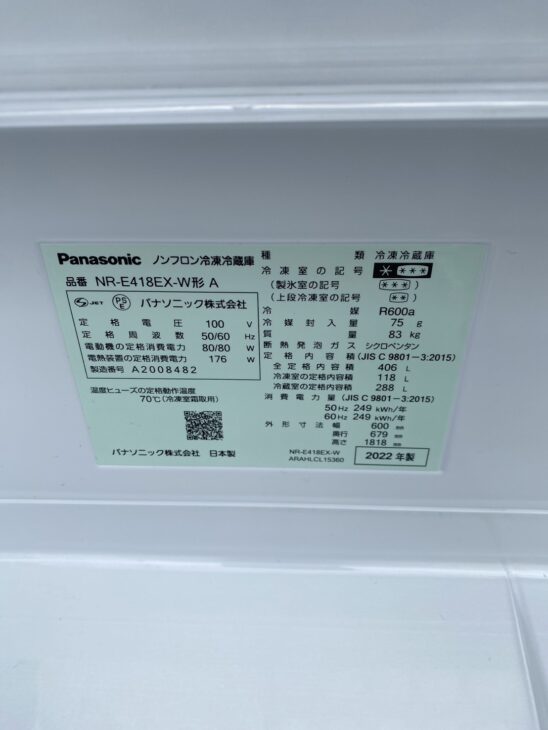 Panasonic ノンフロン冷凍冷蔵庫
品番 NR-E418EX-W形 A
JET PSE パナソニック株式会社
定格電圧 100 V
定格周波数 50/60 Hz
電動機の定格消費電力 80/80 W
電熱装置の定格消費電力 176 W
製造番号 A2008482
温度ヒューズの定格動作温度
70℃(冷凍室霜取用)
パナソニック株式会社 日本製
種類 冷凍冷蔵庫
冷凍室の記号 * ***
(製氷室の記号) ***
(上段冷凍室の記号) **
冷媒 R600a
冷媒封入量 75 g
質量 83 kg
断熱発泡ガス シクロペンタン
定格内容積 (JIS C 9801-3:2015)
全定格内容積 406 L
冷凍室の定格内容積 118 L
冷蔵室の定格内容積 288 L
消費電力量 (JIS C 9801-3:2015)
50Hz 249 kWh/年
60Hz 249 kWh/年
外形寸法 幅 600 mm
奥行 679 mm
高さ 1818 mm
NR-E418EX-W
ARAHLCL15360
2022年製